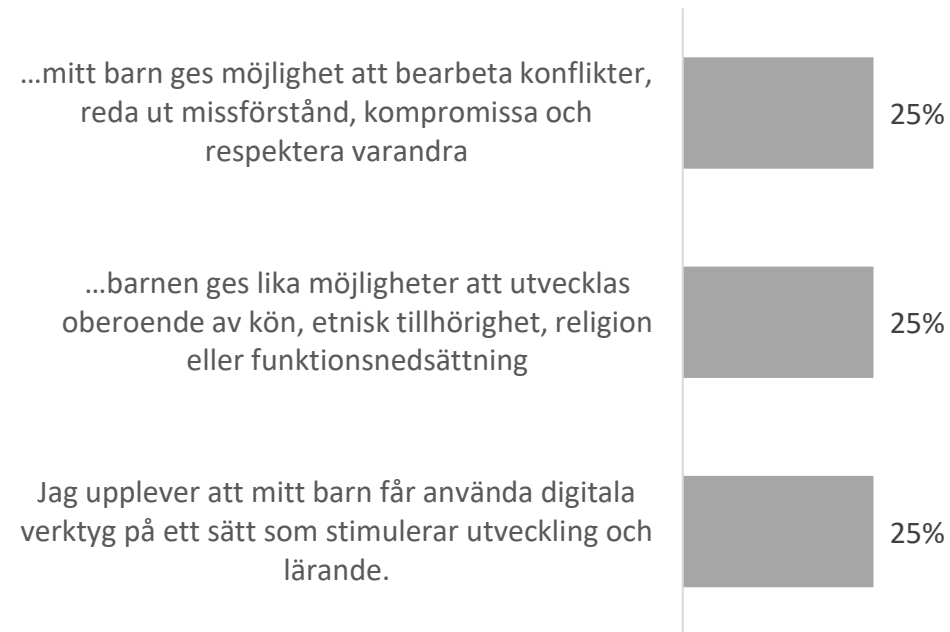 ...mitt barn ges möjlighet att bearbeta konflikter,
reda ut missförstånd, kompromissa och
respektera varandra
25%
...barnen ges lika möjligheter att utvecklas
oberoende av kön, etnisk tillhörighet, religion
eller funktionsnedsättning
25%
Jag upplever att mitt barn får använda digitala
verktyg på ett sätt som stimulerar utveckling och
lärande.
25%